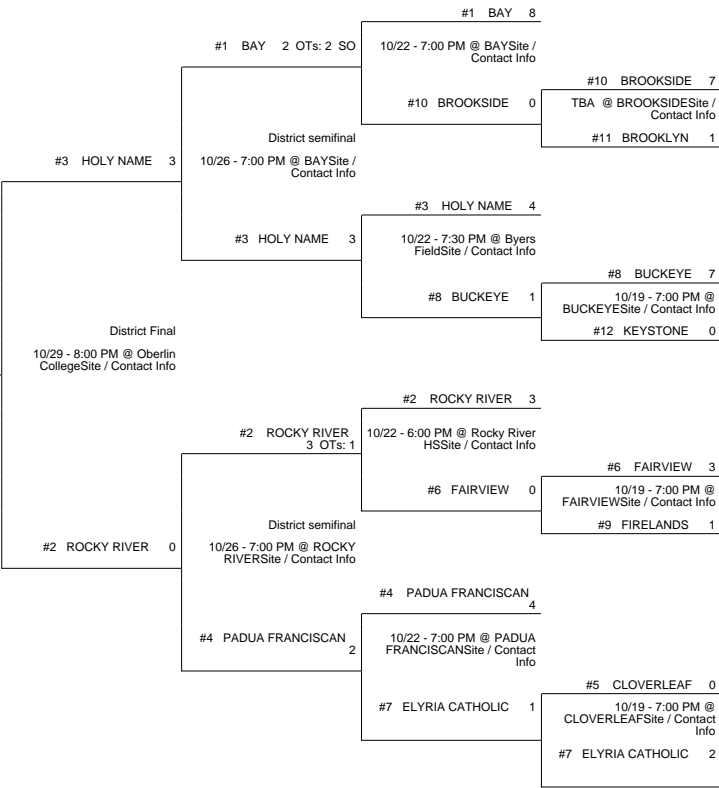 #1 BAY 8
#1 BAY 2 OTs: 2 SO
10/22 - 7:00 PM @ BAYSite /
Contact Info
#10 BROOKSIDE 7
#10 BROOKSIDE 0
TBA @ BROOKSIDESite /
Contact Info
#11 BROOKLYN 1
District semifinal
#3 HOLY NAME 3
10/26 - 7:00 PM @ BAYSite /
Contact Info
#3 HOLY NAME 4
#3 HOLY NAME 3
10/22 - 7:30 PM @ Byers
FieldSite / Contact Info
#8 BUCKEYE 7
#8 BUCKEYE 1
10/19 - 7:00 PM @
BUCKEYESite / Contact Info
#12 KEYSTONE 0
District Final
10/29 - 8:00 PM @ Oberlin
CollegeSite / Contact Info
#2 ROCKY RIVER 3
#2 ROCKY RIVER
3 OTs: 1
10/22 - 6:00 PM @ Rocky River
HSSite / Contact Info
#6 FAIRVIEW 3
#6 FAIRVIEW 0
10/19 - 7:00 PM @
FAIRVIEWSite / Contact Info
#9 FIRELANDS 1
District semifinal
#2 ROCKY RIVER 0
10/26 - 7:00 PM @ ROCKY
RIVERSite / Contact Info
#4 PADUA FRANCISCAN
4
#4 PADUA FRANCISCAN
2
10/22 - 7:00 PM @ PADUA
FRANCISCANSite / Contact
Info
#5 CLOVERLEAF 0
#7 ELYRIA CATHOLIC 1
10/19 - 7:00 PM @
CLOVERLEAFSite / Contact
Info
#7 ELYRIA CATHOLIC 2